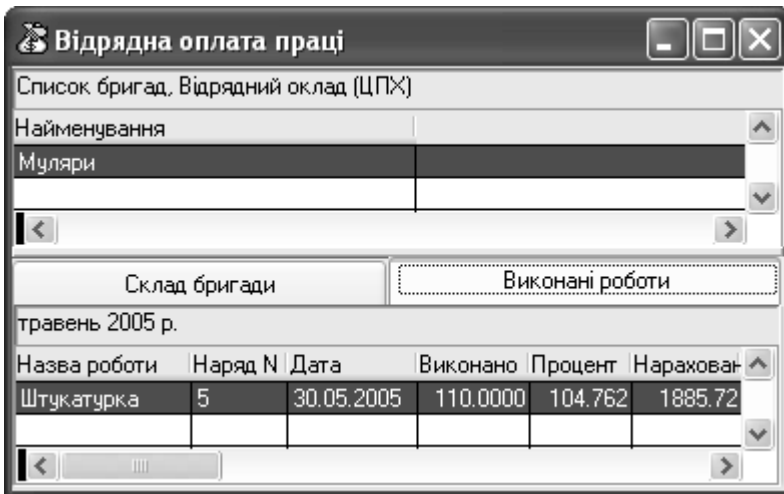 Відрядна оплата праці
Список бригад, Відрядний оклад (ЦПХ)
Найменування
Муляри
Склад бригади Виконані роботи
травень 2005 р.
Назва роботи Наряд N Дата Виконано Процент Нарахован
Штукатурка 5 30.05.2005 110.0000 104.762 1885.72